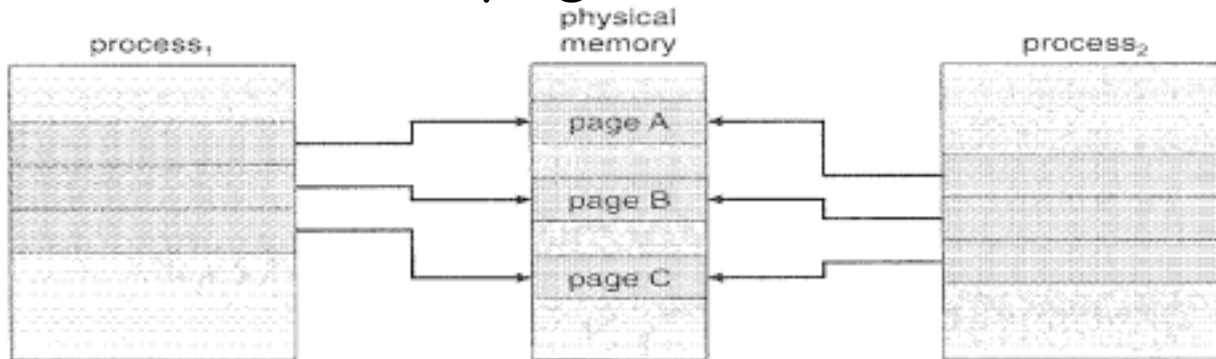 physical
process₁ memory process₂
page A
page B
page C